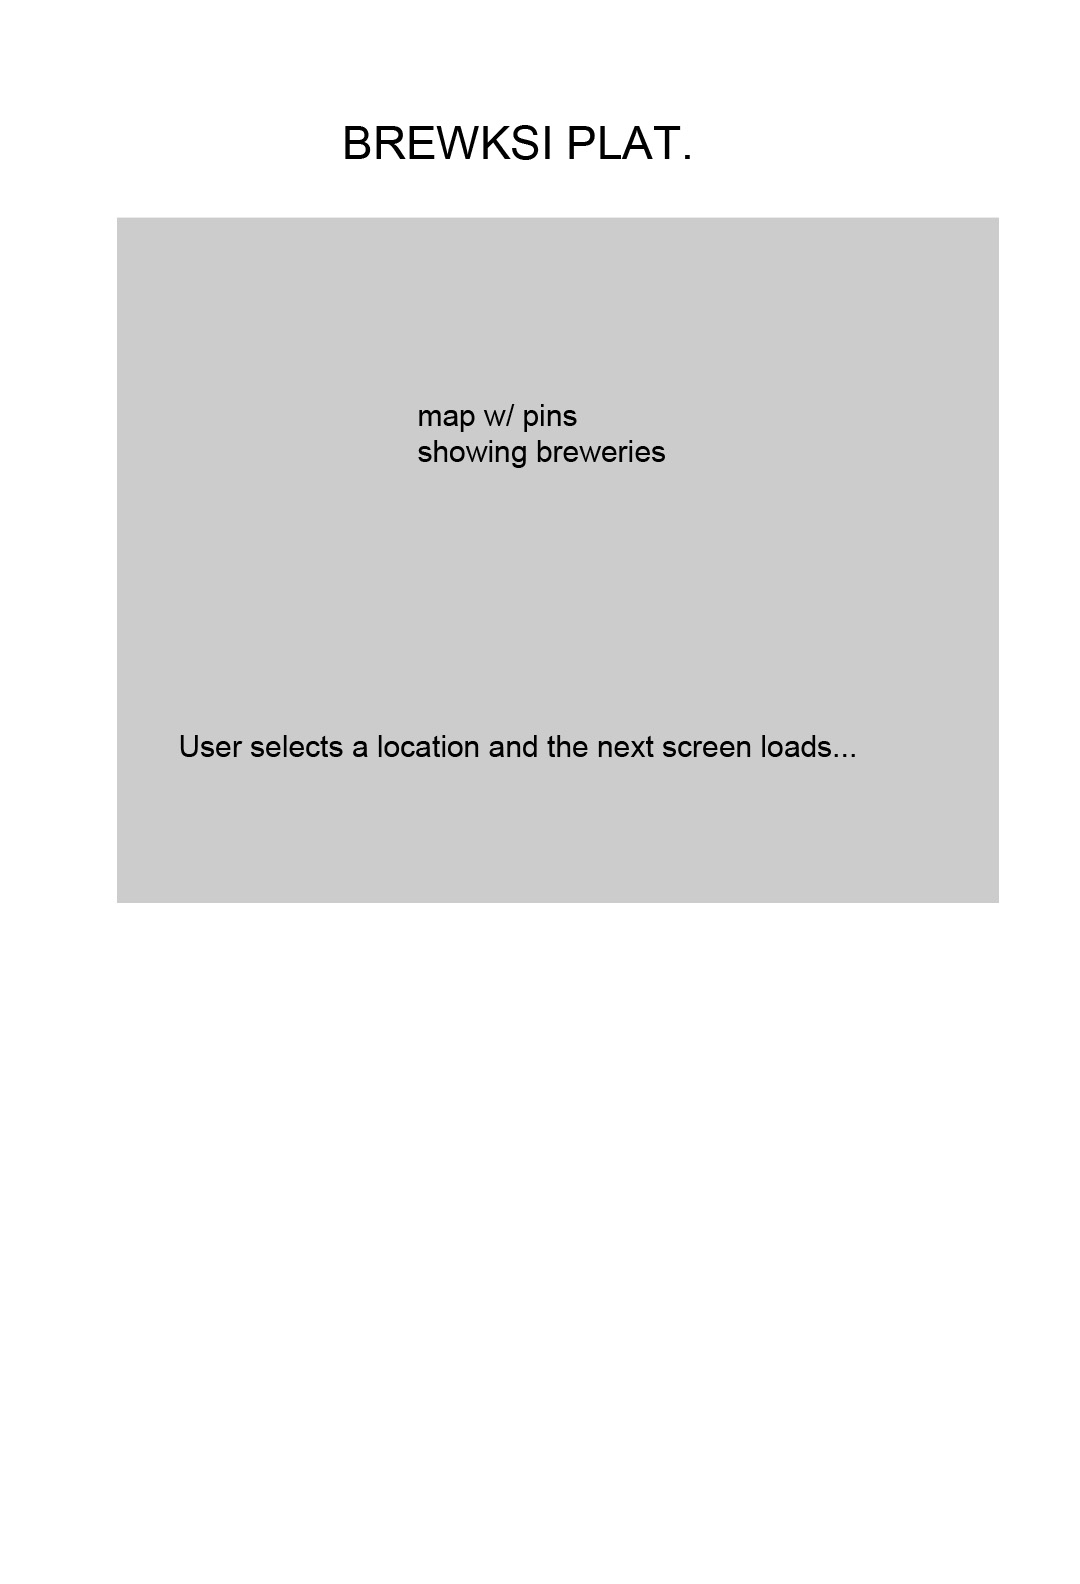 BREWKSI PLAT.
map w/ pins
showing breweries
User selects a location and the next screen loads...